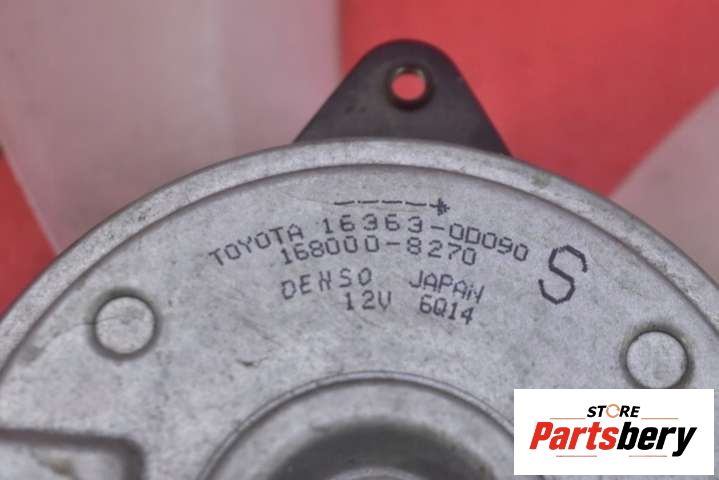 TOYOTA 16363-0D090
168000-8270
S
DENSO JAPAN
12V 6Q14
STORE
Partsbery